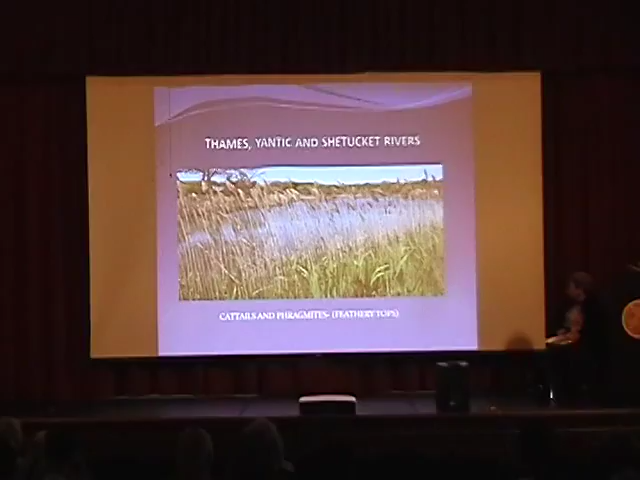 THAMES, YANTIC AND SHETUCKET RIVERS
CATTAILS AND PHRAGMITES- (FEATHERY TOPS)